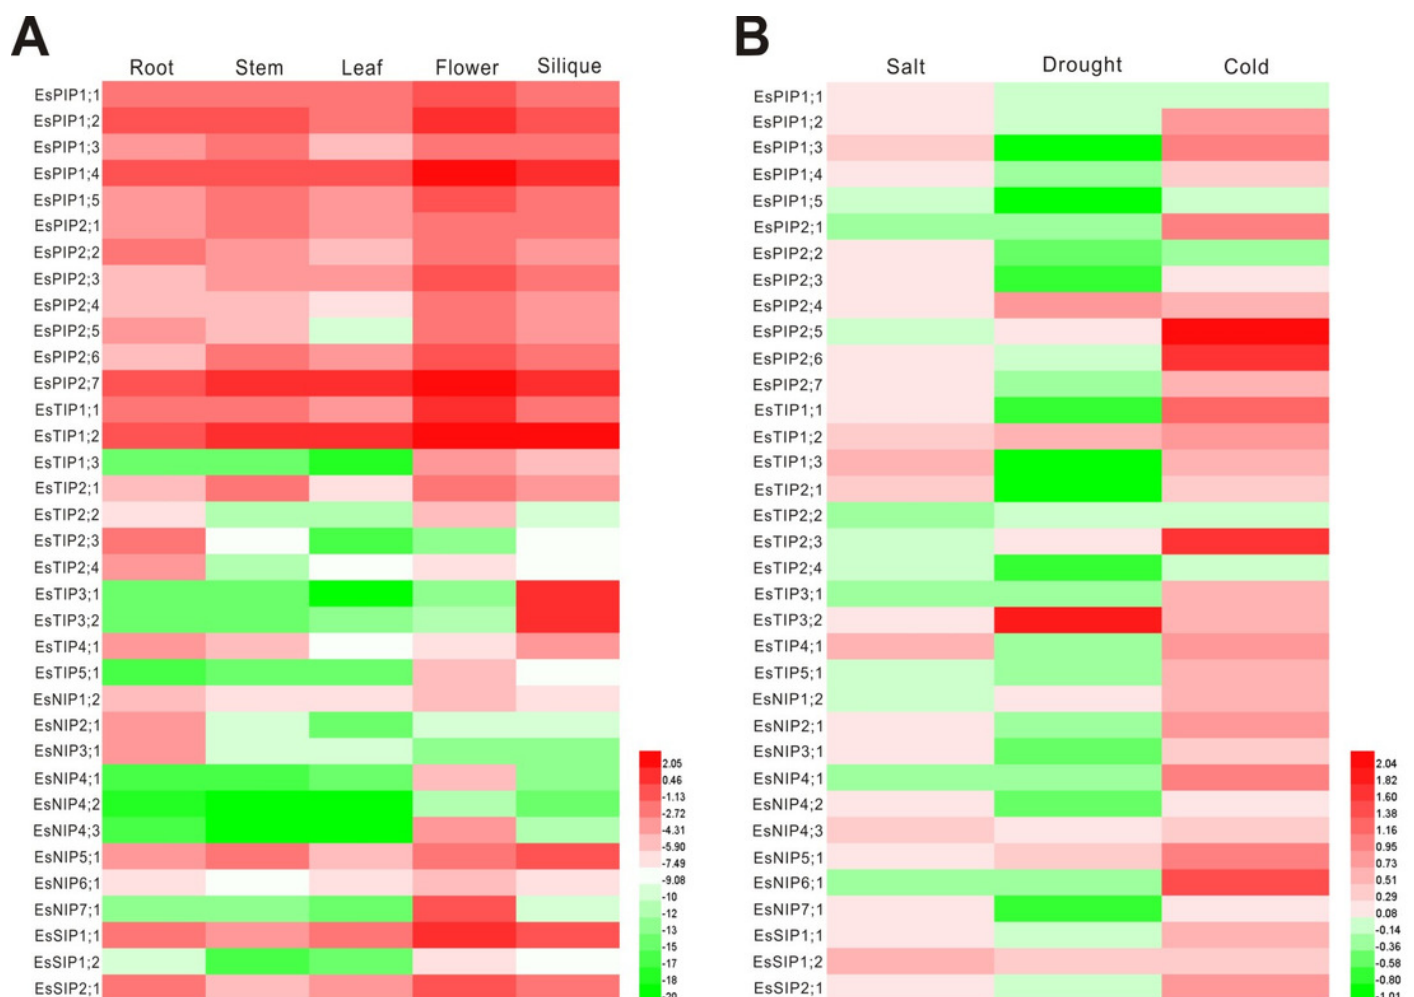 A
B
Root Stem Leaf Flower Silique
Salt Drought Cold
EsPIP1;1
EsPIP1;2
EsPIP1;3
EsPIP1;4
EsPIP1;5
EsPIP2;1
EsPIP2;2
EsPIP2;3
EsPIP2;4
EsPIP2;5
EsPIP2;6
EsPIP2;7
EsTIP1;1
EsTIP1;2
EsTIP1;3
EsTIP2;1
EsTIP2;2
EsTIP2;3
EsTIP2;4
EsTIP3;1
EsTIP3;2
EsTIP4;1
EsTIP5;1
EsNIP1;2
EsNIP2;1
EsNIP3;1
EsNIP4;1
EsNIP4;2
EsNIP4;3
EsNIP5;1
EsNIP6;1
EsNIP7;1
EsSIP1;1
EsSIP1;2
EsSIP2;1
2.05
0.46
-1.13
-2.72
-4.31
-5.90
-7.49
-9.08
-10
-12
-13
-15
-17
-18
-20
EsPIP1;1
EsPIP1;2
EsPIP1;3
EsPIP1;4
EsPIP1;5
EsPIP2;1
EsPIP2;2
EsPIP2;3
EsPIP2;4
EsPIP2;5
EsPIP2;6
EsPIP2;7
EsTIP1;1
EsTIP1;2
EsTIP1;3
EsTIP2;1
EsTIP2;2
EsTIP2;3
EsTIP2;4
EsTIP3;1
EsTIP3;2
EsTIP4;1
EsTIP5;1
EsNIP1;2
EsNIP2;1
EsNIP3;1
EsNIP4;1
EsNIP4;2
EsNIP4;3
EsNIP5;1
EsNIP6;1
EsNIP7;1
EsSIP1;1
EsSIP1;2
EsSIP2;1
2.04
1.82
1.60
1.38
1.16
0.95
0.73
0.51
0.29
0.08
-0.14
-0.36
-0.58
-0.80
-1.01